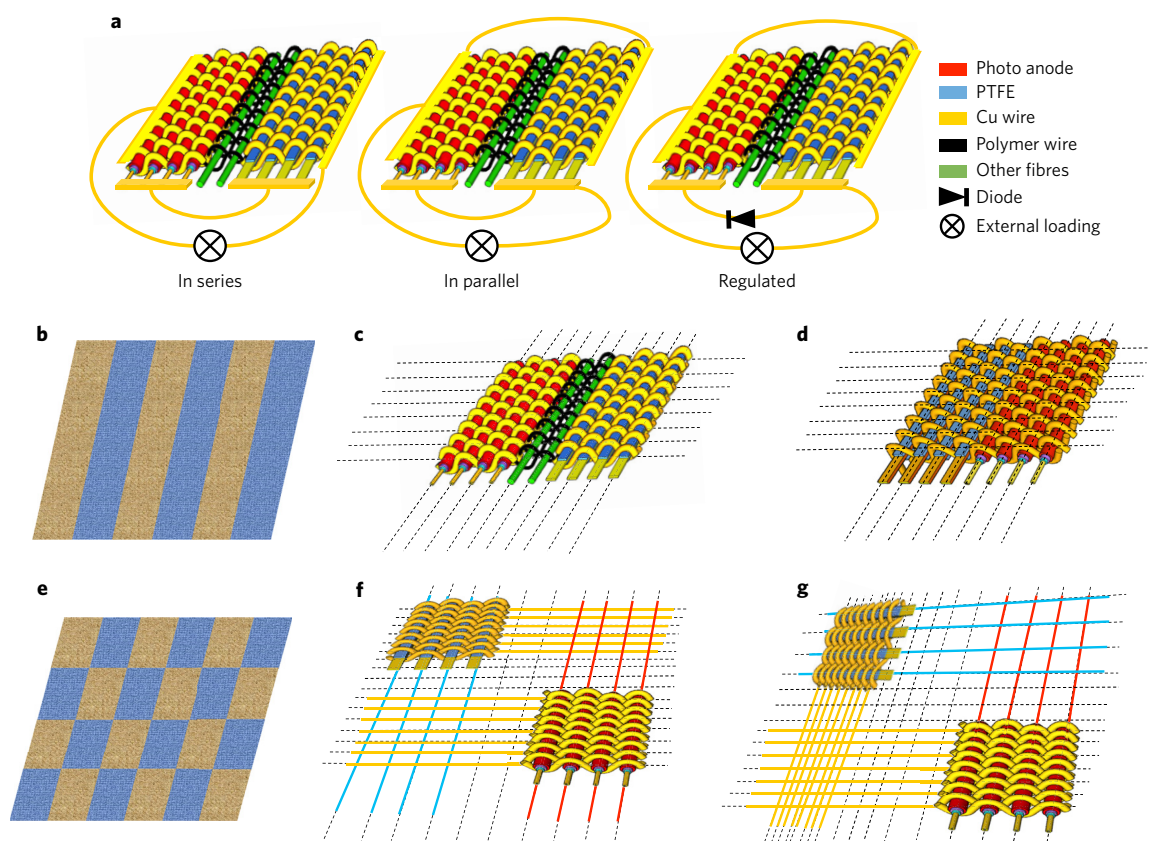 a
Photo anode
PTFE
Cu wire
Polymer wire
Other fibres
Diode
External loading
In series
In parallel
Regulated
b
c
d
e
f
g